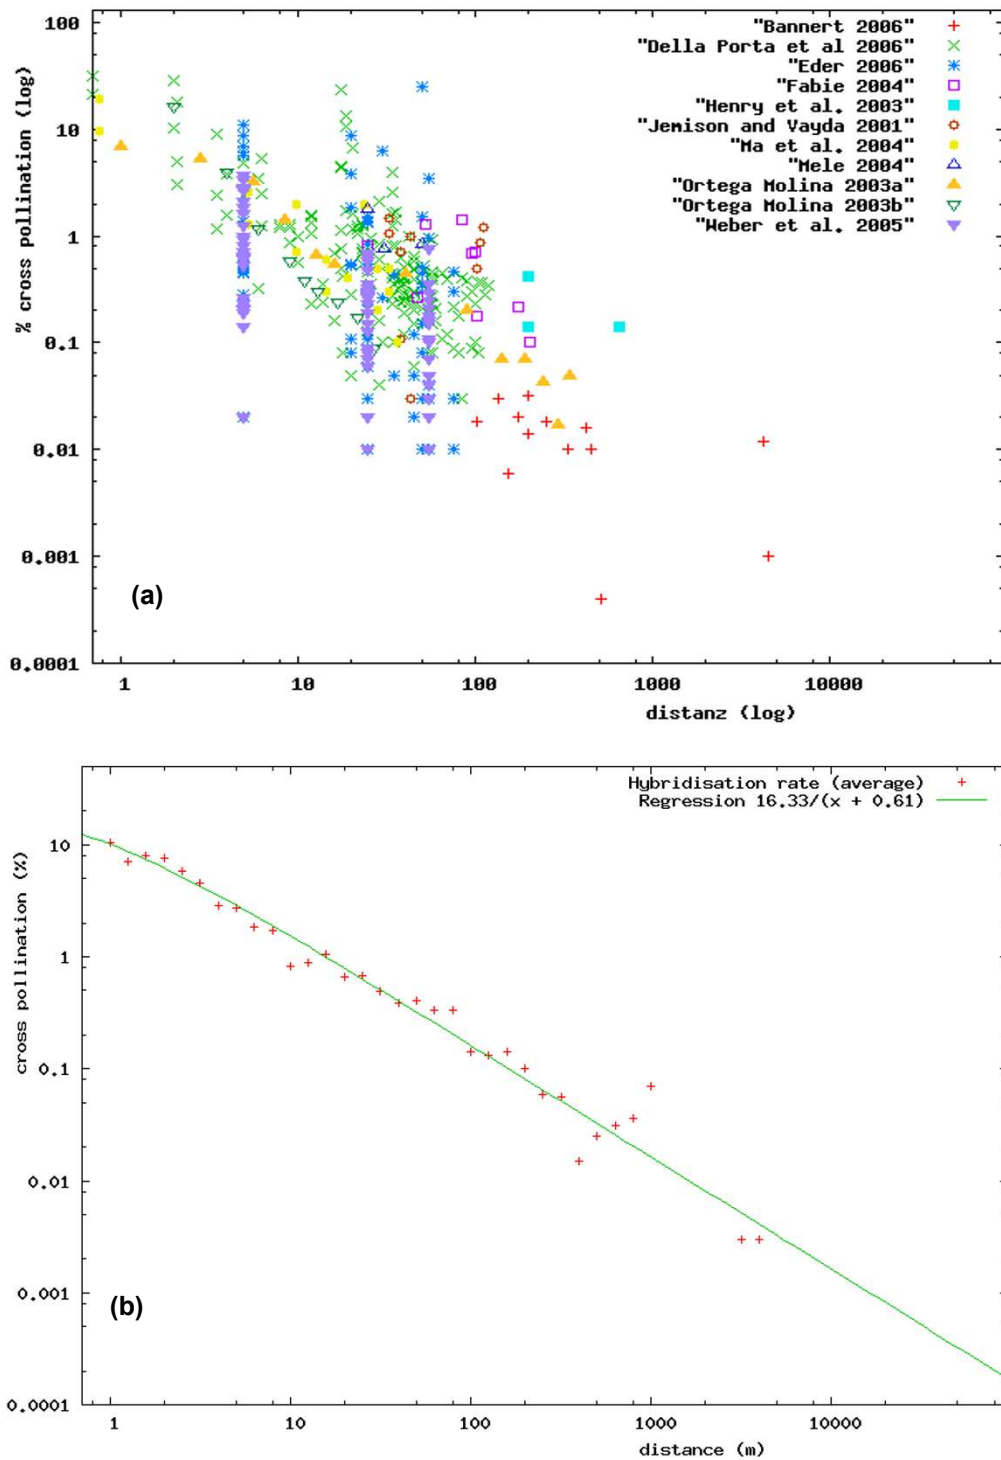 100
10
1
0.1
0.01
0.001
0.0001
% cross pollination (log)
"Bannert 2006"
"Della Porta et al 2006"
"Eder 2006"
"Fabie 2004"
"Henry et al. 2003"
"Jemison and Vayda 2001"
"Ma et al. 2004"
"Mele 2004"
"Ortega Molina 2003a"
"Ortega Molina 2003b"
"Weber et al. 2005"
(a)
1 10 100 1000 10000
distanz (log)
Hybridisation rate (average)
Regression 16.33/(x + 0.61)
10
1
0.1
0.01
0.001
0.0001
cross pollination (%)
(b)
1 10 100 1000 10000
distance (m)